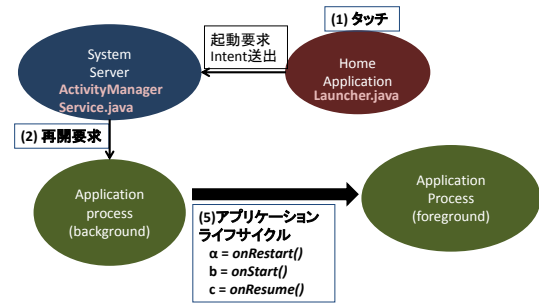 (1) タッチ
System
Server
ActivityManager
Service.java
起動要求
Intent送出
Home
Application
Launcher.java
(2) 再開要求
Application
process
(background)
Application
Process
(foreground)
(5)アプリケーション
ライフサイクル
α = onRestart()
b = onStart()
c = onResume()